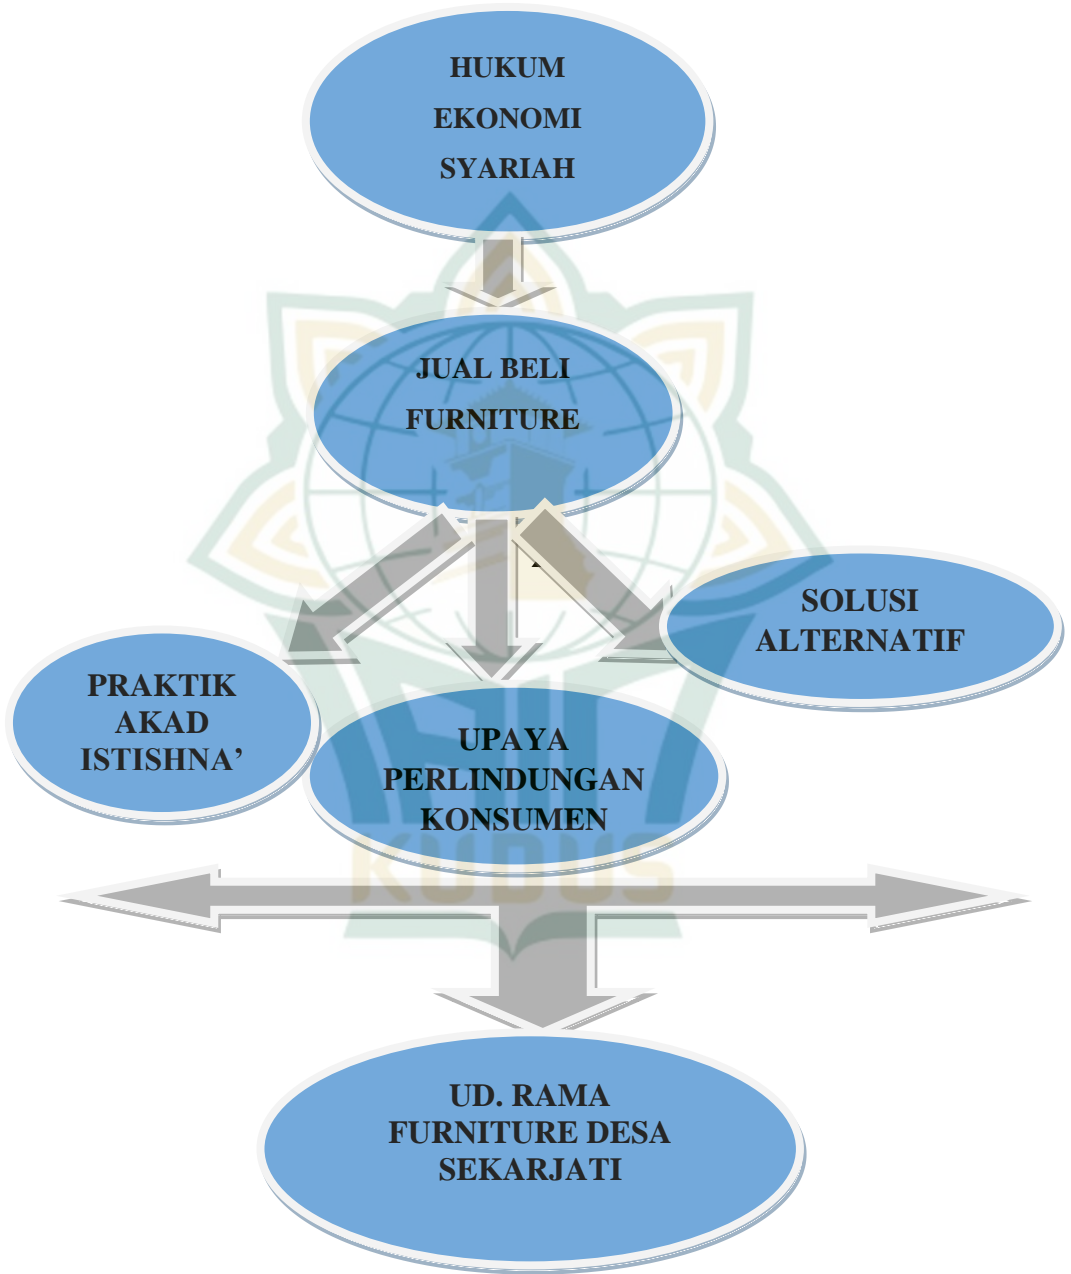 HUKUM
EKONOMI
SYARIAH
JUAL BELI
FURNITURE
SOLUSI
ALTERNATIF
PRAKTIK
AKAD
ISTISHNA’
UPAYA
PERLINDUNGAN
KONSUMEN
KUDUS
UD. RAMA
FURNITURE DESA
SEKARJATI